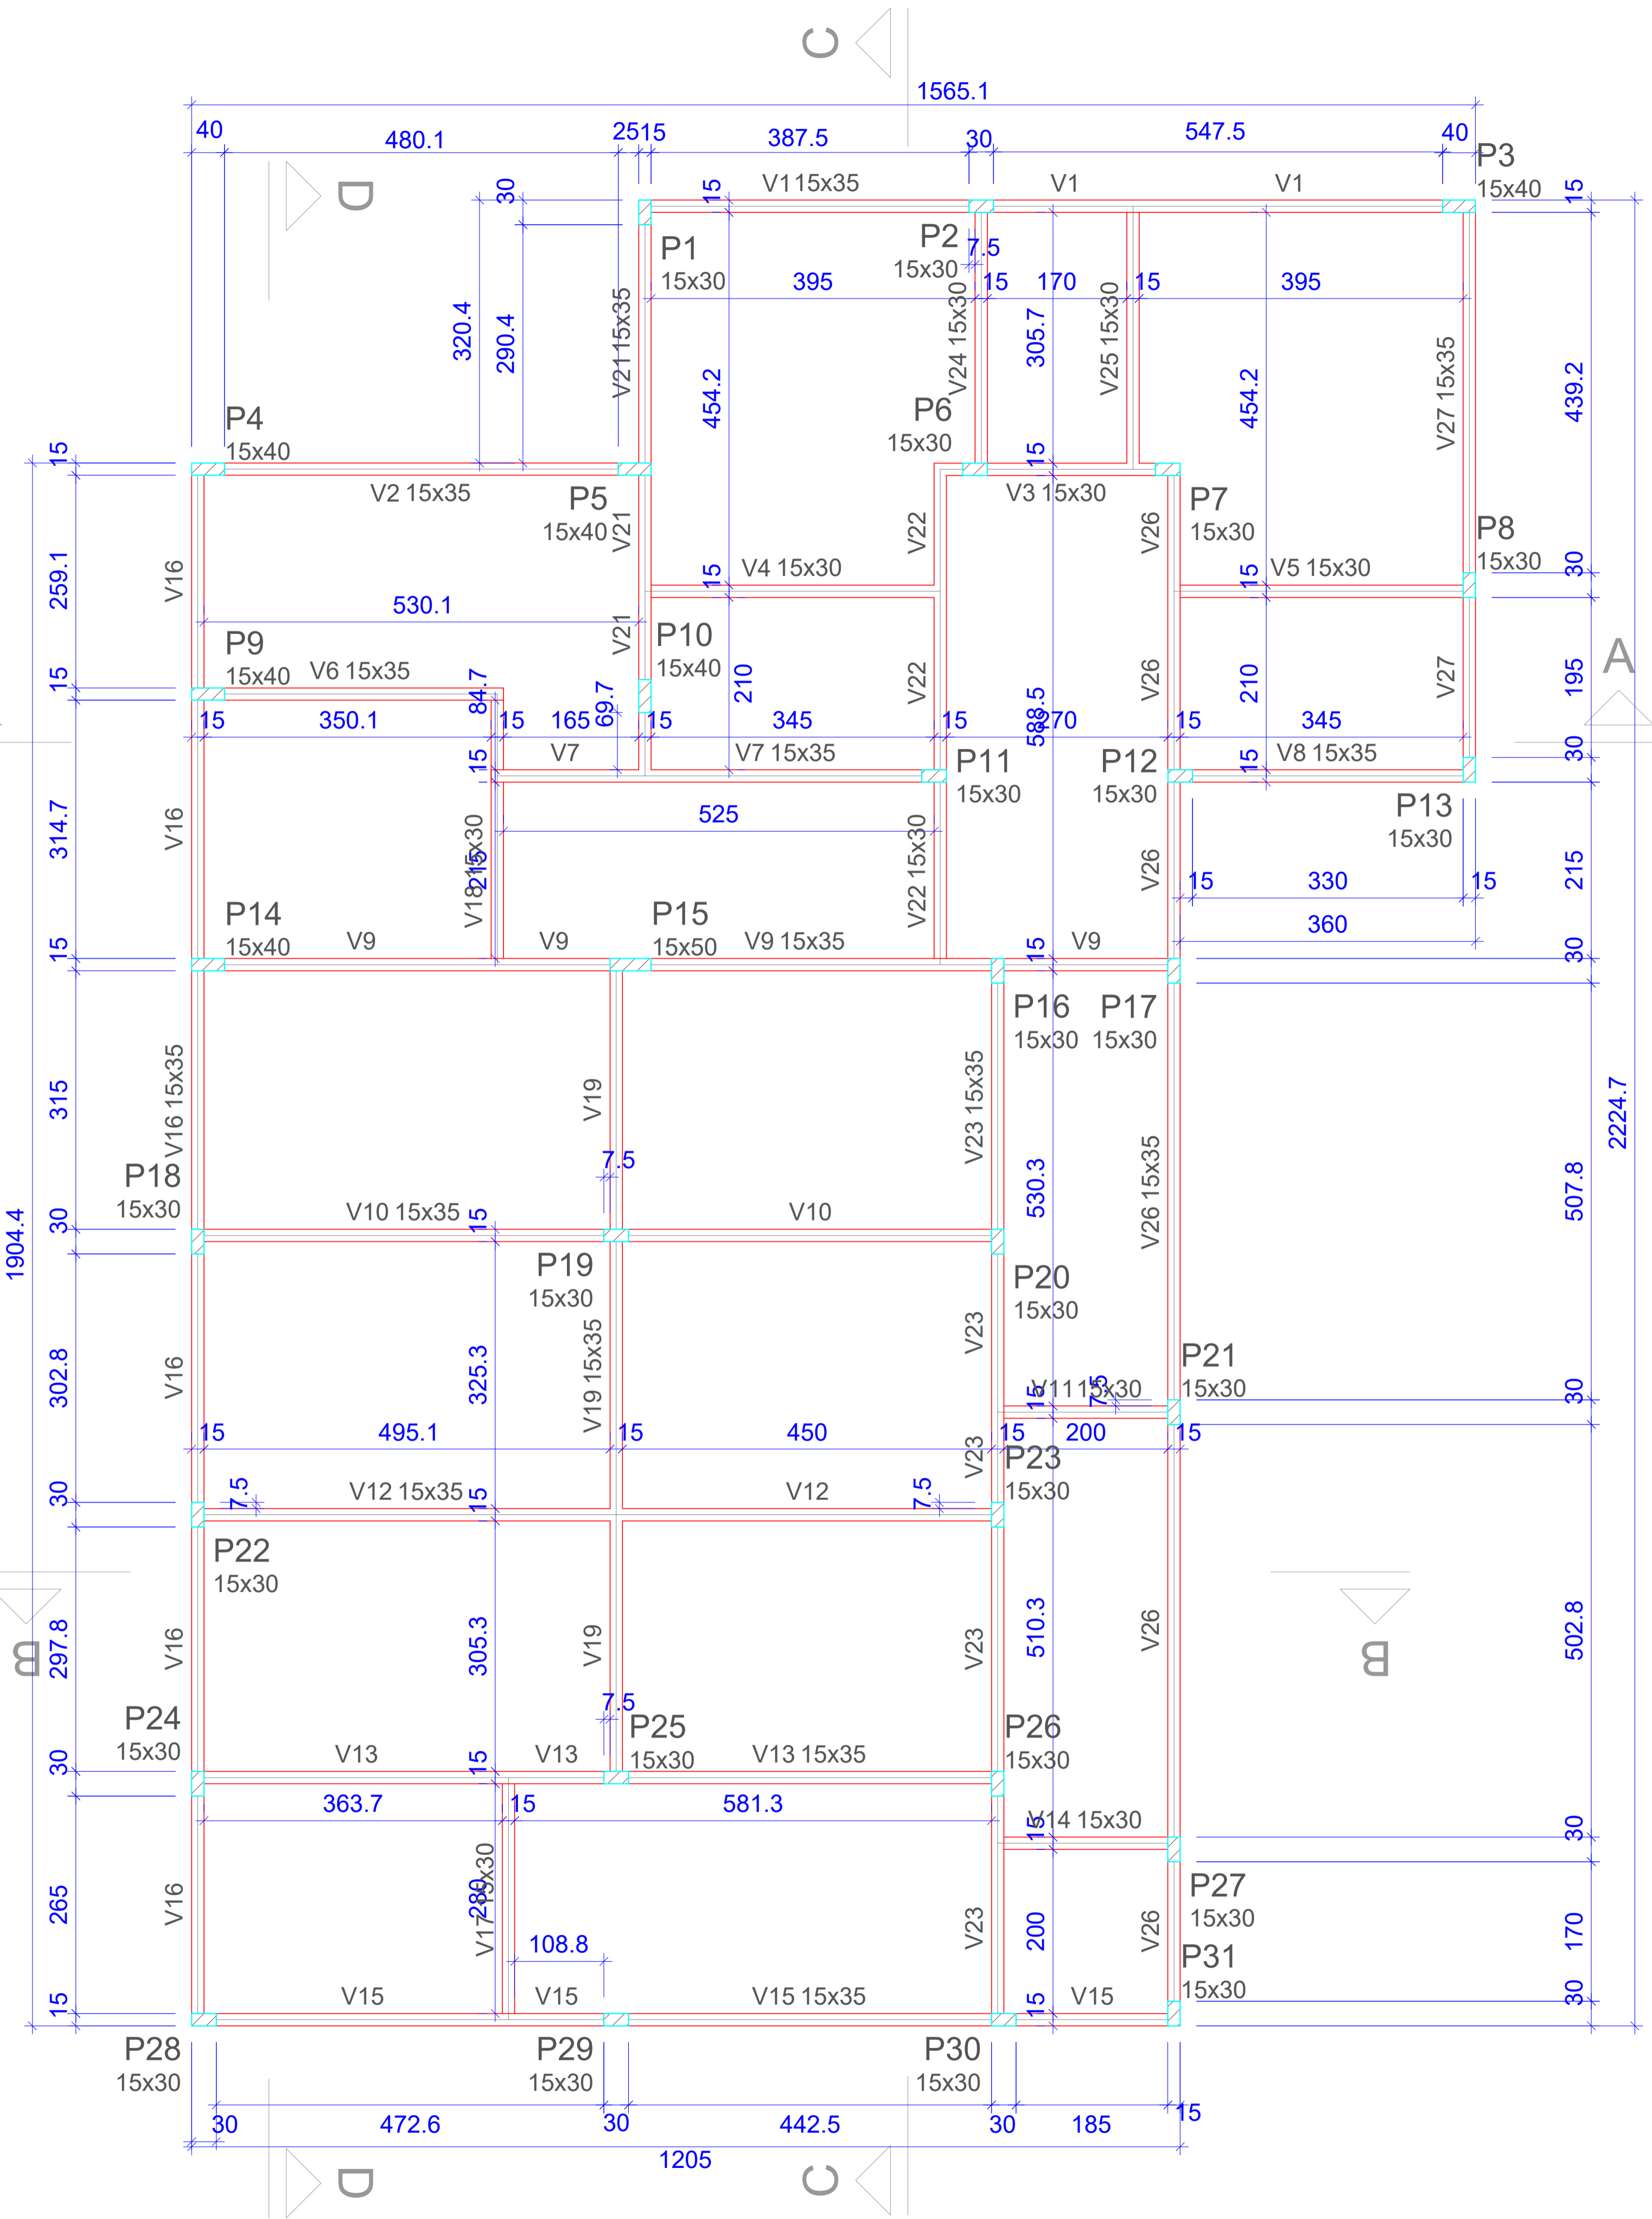 C
1565.1
40
480.1
2515
387.5
30
547.5
40
P3
15x40
D
30
15
V115x35
V1
V1
15
P1
15x30
P2
15x30
7.5
395
15
170
15
395
320.4
290.4
V21 15x35
454.2
V24 15x30
305.7
V25 15x30
454.2
V27 15x35
439.2
P4
15x40
P6
15x30
15
15
V2 15x35
P5
15x40
V21
V22
V3 15x30
V26
P7
15x30
P8
15x30
V16
259.1
15
V4 15x30
15
V5 15x30
30
530.1
P9
15x40
V6 15x35
V21
P10
15x40
A
15
84.7
69.7
210
V22
588.5
V26
210
V27
195
15
350.1
15
165
15
345
15
270
15
345
15
V7
V7 15x35
P11
15x30
P12
15x30
15
V8 15x35
30
P13
15x30
314.7
V16
V18 15x30
215
525
V22 15x30
V26
215
15
330
15
360
P14
15x40
V9
V9
P15
15x50
V9 15x35
15
V9
15
30
P16
15x30
P17
15x30
315
V16 15x35
V19
V23 15x35
530.3
V26 15x35
507.8
2224.7
P18
15x30
7.5
30
V10 15x35
15
V10
1904.4
P19
15x30
P20
15x30
302.8
V16
325.3
V19 15x35
V23
P21
15x30
V1115x30
15
7.5
30
15
495.1
15
450
15
200
15
V23
P23
15x30
30
7.5
V12 15x35
15
V12
7.5
P22
15x30
B
297.8
V16
305.3
V19
V23
510.3
V26
B
502.8
P24
15x30
7.5
P25
15x30
P26
15x30
30
V13
15
V13
V13 15x35
363.7
15
581.3
15
V14 15x30
30
265
V16
V17 15x30
280
V23
200
V26
P27
15x30
170
108.8
P31
15x30
15
V15
V15
V15 15x35
15
V15
30
P28
15x30
P29
15x30
P30
15x30
30
472.6
30
442.5
30
185
15
1205
D
C